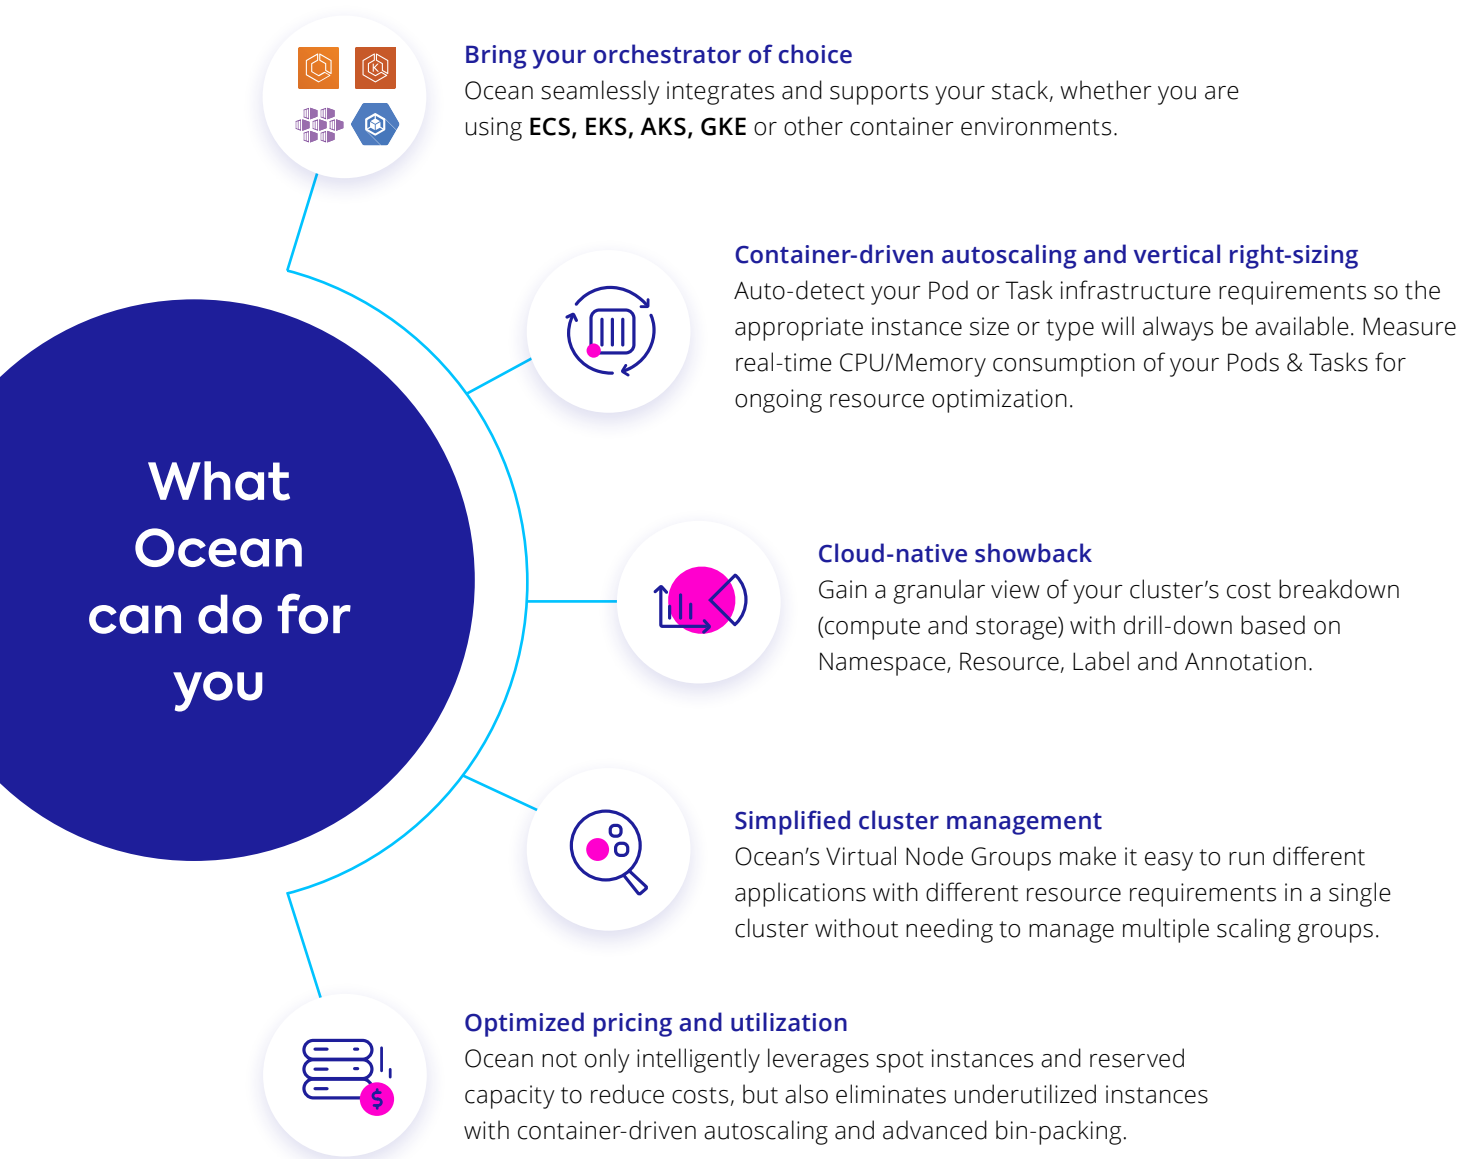 Bring your orchestrator of choice
Ocean seamlessly integrates and supports your stack, whether you are
using ECS, EKS, AKS, GKE or other container environments.
Container-driven autoscaling and vertical right-sizing
Auto-detect your Pod or Task infrastructure requirements so the
appropriate instance size or type will always be available. Measure
real-time CPU/Memory consumption of your Pods & Tasks for
ongoing resource optimization.
What
Ocean
can do for
you
Cloud-native showback
Gain a granular view of your cluster’s cost breakdown
(compute and storage) with drill-down based on
Namespace, Resource, Label and Annotation.
Simplified cluster management
Ocean’s Virtual Node Groups make it easy to run different
applications with different resource requirements in a single
cluster without needing to manage multiple scaling groups.
Optimized pricing and utilization
Ocean not only intelligently leverages spot instances and reserved
capacity to reduce costs, but also eliminates underutilized instances
with container-driven autoscaling and advanced bin-packing.